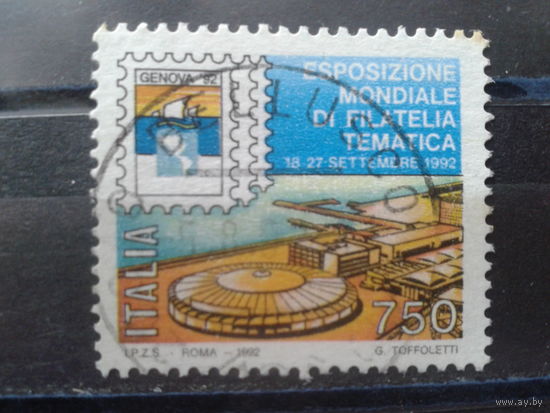 GENOVA '92
ESPOSIZIONE
MONDIALE
DI FILATELIA
TEMATICA
18-27-SETTEMBRE 1992
ITALIA
750
I.P.Z.S. - ROMA - 1992
G. TOFFOLETTI
www.ay.by